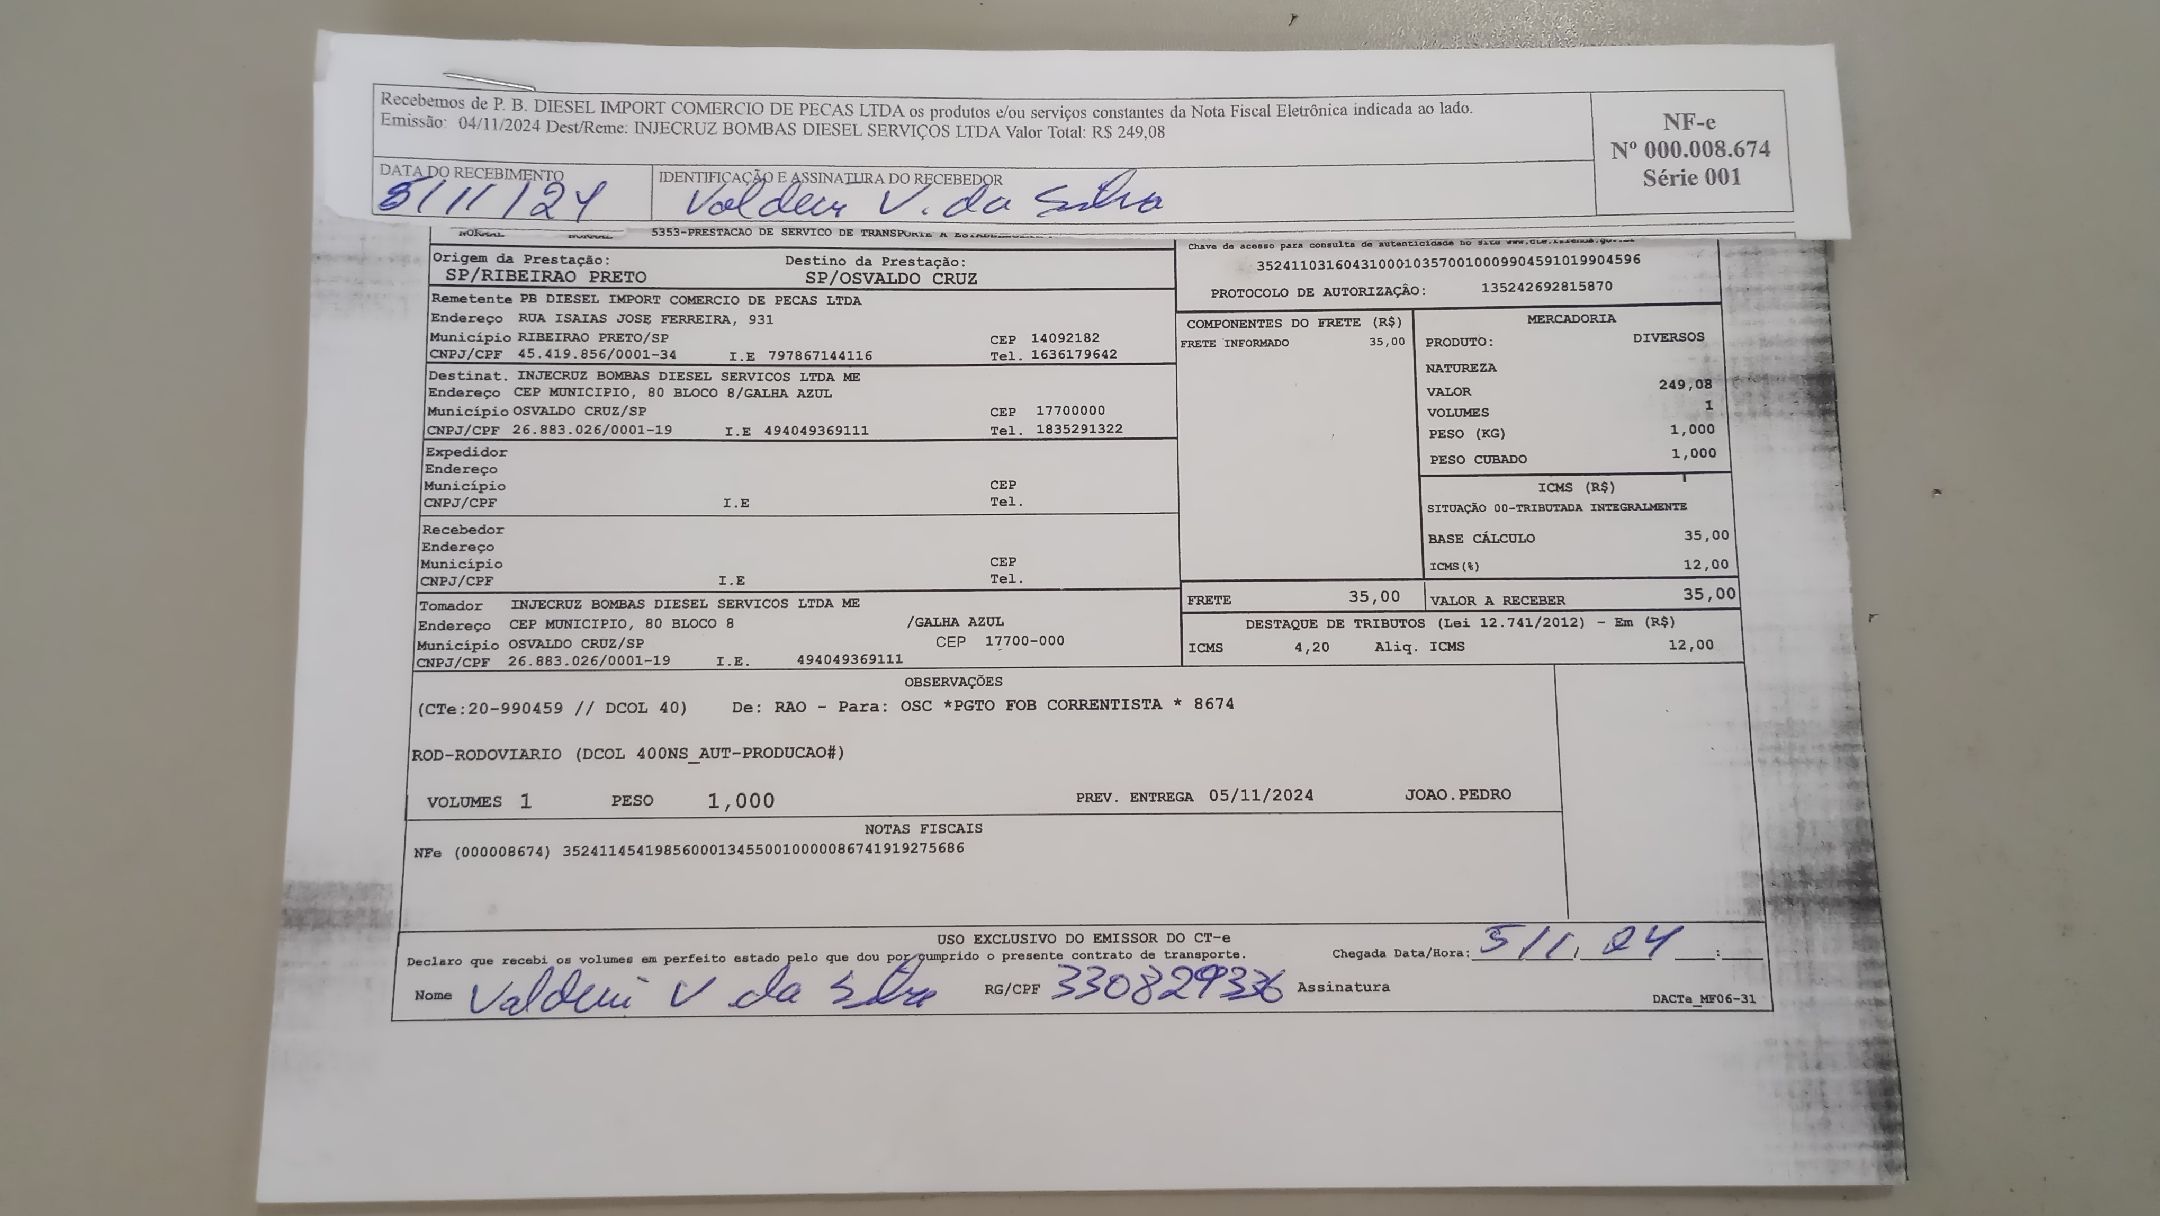 Recebemos de P. B. DIESEL IMPORT COMERCIO DE PECAS LTDA os produtos e/ou serviços constantes da Nota Fiscal Eletrônica indicada ao lado.
Emissão: 04/11/2024 Dest/Reme: INJECRUZ BOMBAS DIESEL SERVIÇOS LTDA Valor Total: R$ 249,08
NF-e
Nº 000.008.674
Série 001
DATA DO RECEBIMENTO
5/11/24
IDENTIFICAÇÃO E ASSINATURA DO RECEBEDOR
V. da Silva
5353-PRESTACAO DE SERVICO DE TRANSPORTE A
Chave de acesso para consulta de autenticidade no site
35241103160431000103570010009904591019904596
PROTOCOLO DE AUTORIZAÇÃO: 135242692815870
Origem da Prestação: Destino da Prestação:
SP/RIBEIRAO PRETO SP/OSVALDO CRUZ
Remetente PB DIESEL IMPORT COMERCIO DE PECAS LTDA
Endereço RUA ISAIAS JOSE FERREIRA, 931
Município RIBEIRAO PRETO/SP CEP 14092182
CNPJ/CPF 45.419.856/0001-34 I.E 797867144116 Tel. 1636179642
Destinat. INJECRUZ BOMBAS DIESEL SERVICOS LTDA ME
Endereço CEP MUNICIPIO, 80 BLOCO 8/GALHA AZUL
Município OSVALDO CRUZ/SP CEP 17700000
CNPJ/CPF 26.883.026/0001-19 I.E 494049369111 Tel. 1835291322
Expedidor
Endereço
Município CEP
CNPJ/CPF I.E Tel.
Recebedor
Endereço
Município CEP
CNPJ/CPF I.E Tel.
Tomador INJECRUZ BOMBAS DIESEL SERVICOS LTDA ME
Endereço CEP MUNICIPIO, 80 BLOCO 8 /GALHA AZUL
Município OSVALDO CRUZ/SP CEP 17700-000
CNPJ/CPF 26.883.026/0001-19 I.E. 494049369111
COMPONENTES DO FRETE (R$)
FRETE INFORMADO 35,00
MERCADORIA
PRODUTO: DIVERSOS
NATUREZA
VALOR 249,08
VOLUMES 1
PESO (KG) 1,000
PESO CUBADO 1,000
ICMS (R$)
SITUAÇÃO 00-TRIBUTADA INTEGRALMENTE
BASE CÁLCULO 35,00
ICMS(%) 12,00
FRETE 35,00 VALOR A RECEBER 35,00
DESTAQUE DE TRIBUTOS (Lei 12.741/2012) - Em (R$)
ICMS 4,20 Aliq. ICMS 12,00
OBSERVAÇÕES
(CTe:20-990459 // DCOL 40) De: RAO - Para: OSC *PGTO FOB CORRENTISTA * 8674
ROD-RODOVIARIO (DCOL 400NS_AUT-PRODUCAO#)
VOLUMES 1 PESO 1,000 PREV. ENTREGA 05/11/2024 JOAO.PEDRO
NOTAS FISCAIS
NFe (000008674) 35241145419856000134550010000086741919275686
USO EXCLUSIVO DO EMISSOR DO CT-e
Declaro que recebi os volumes em perfeito estado pelo que dou por cumprido o presente contrato de transporte.
Chegada Data/Hora: 5/11/24 :
Nome V da Silva RG/CPF 330829336 Assinatura
DACTe_MF06-31